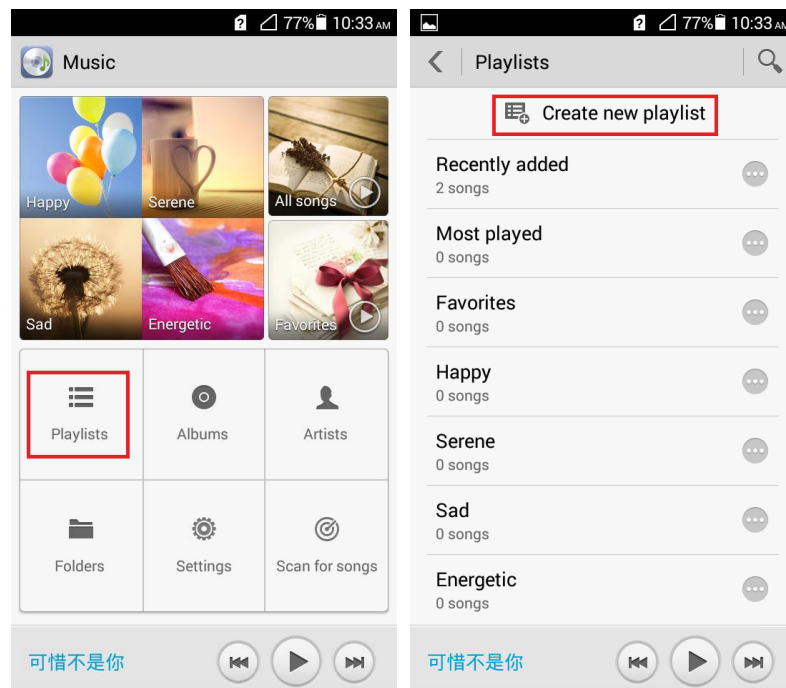 77% 10:33 AM
Music
Happy
Serene
All songs
Sad
Energetic
Favorites
Playlists
Albums
Artists
Folders
Settings
Scan for songs
可惜不是你
77% 10:33 AM
Playlists
Create new playlist
Recently added
2 songs
Most played
0 songs
Favorites
0 songs
Happy
0 songs
Serene
0 songs
Sad
0 songs
Energetic
0 songs
可惜不是你